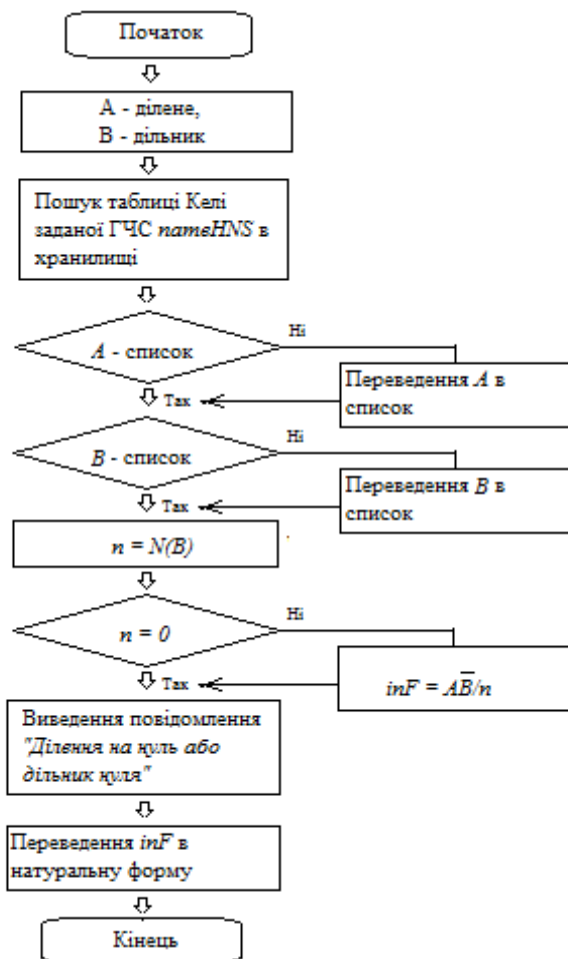 Початок
А - ділене,
В - дільник
Пошук таблиці Келі
заданої ГЧС nameHNS в
хранилищі
А - список
Ні
Переведення А в
список
Так
В - список
Ні
Переведення В в
список
Так
n = N(B)
n = 0
Ні
inF = AB̅/n
Так
Виведення повідомлення
"Ділення на нуль або
дільник нуля"
Переведення inF в
натуральну форму
Кінець